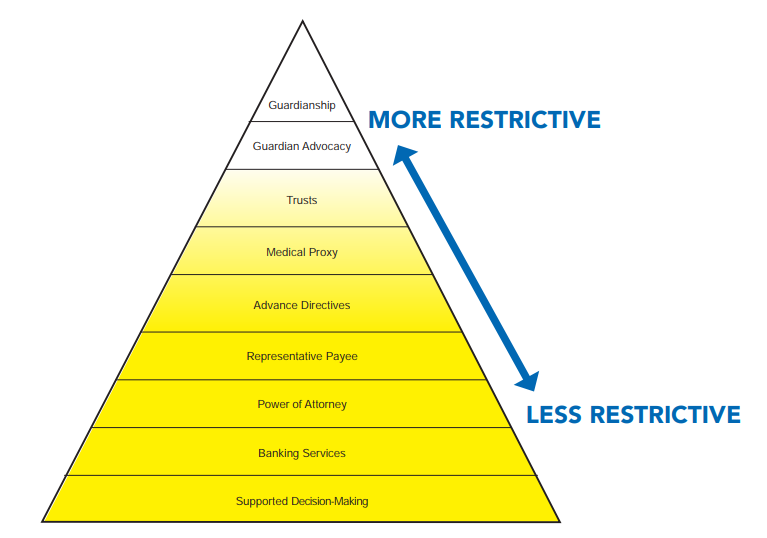 Guardianship
MORE RESTRICTIVE
Guardian Advocacy
Trusts
Medical Proxy
Advance Directives
Representative Payee
Power of Attorney
LESS RESTRICTIVE
Banking Services
Supported Decision-Making